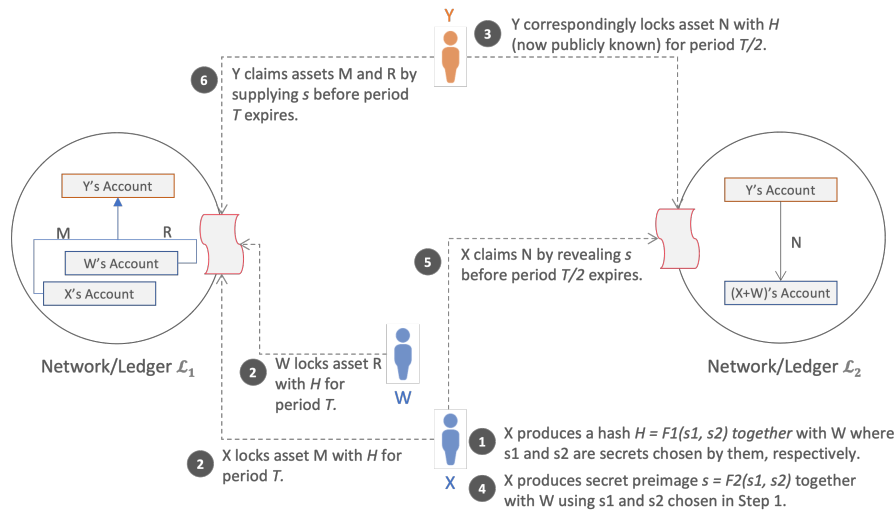 Y
3
Y correspondingly locks asset N with H
(now publicly known) for period T/2.
6
Y claims assets M and R by
supplying s before period
T expires.
Y's Account
M
R
W's Account
X's Account
Network/Ledger ℒ₁
Y's Account
N
(X+W)'s Account
Network/Ledger ℒ₂
5
X claims N by revealing s
before period T/2 expires.
2
W locks asset R
with H for
period T.
W
2
X locks asset M with H for
period T.
X
1
X produces a hash H = F1(s1, s2) together with W where
s1 and s2 are secrets chosen by them, respectively.
4
X produces secret preimage s = F2(s1, s2) together
with W using s1 and s2 chosen in Step 1.